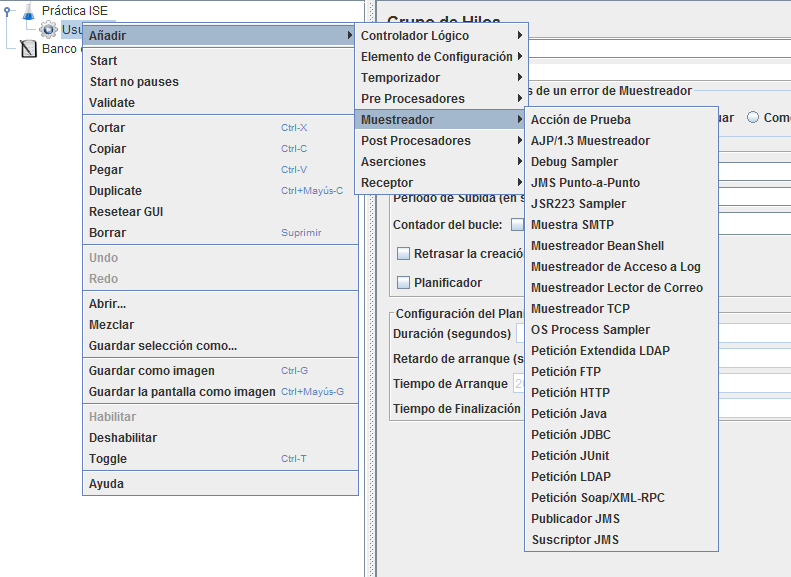 Práctica ISE
Usu
Banco
Grupo de Hilos
Añadir
Start
Start no pauses
Validate
Cortar Ctrl-X
Copiar Ctrl-C
Pegar Ctrl-V
Duplicate Ctrl+Mayús-C
Resetear GUI
Borrar Suprimir
Undo
Redo
Abrir...
Mezclar
Guardar selección como...
Guardar como imagen Ctrl-G
Guardar la pantalla como imagen Ctrl+Mayús-G
Habilitar
Deshabilitar
Toggle Ctrl-T
Ayuda
Controlador Lógico
Elemento de Configuración
Temporizador
Pre Procesadores
Muestreador
Post Procesadores
Aserciones
Receptor
s de un error de Muestreador
uar
Com
Periodo de Subida (en s
Contador del bucle:
Retrasar la creació
Planificador
Configuración del Plan
Duración (segundos)
Retardo de arranque (s
Tiempo de Arranque
Tiempo de Finalización
Acción de Prueba
AJP/1.3 Muestreador
Debug Sampler
JMS Punto-a-Punto
JSR223 Sampler
Muestra SMTP
Muestreador BeanShell
Muestreador de Acceso a Log
Muestreador Lector de Correo
Muestreador TCP
OS Process Sampler
Petición Extendida LDAP
Petición FTP
Petición HTTP
Petición Java
Petición JDBC
Petición JUnit
Petición LDAP
Petición Soap/XML-RPC
Publicador JMS
Suscriptor JMS